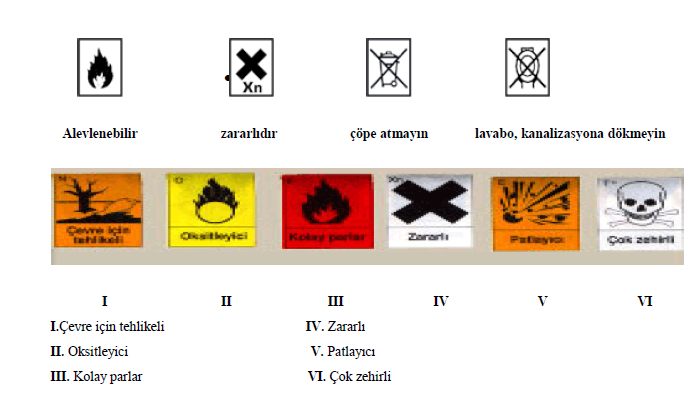 Xn
Alevlenebilir zararlıdır çöpe atmayın lavabo, kanalizasyona dökmeyin
N O Xn E T+
Çevre için tehlikeli Oksitleyici Kolay parlar Zararlı Patlayıcı Çok zehirli
I II III IV V VI
I.Çevre için tehlikeli IV. Zararlı
II. Oksitleyici V. Patlayıcı
III. Kolay parlar VI. Çok zehirli